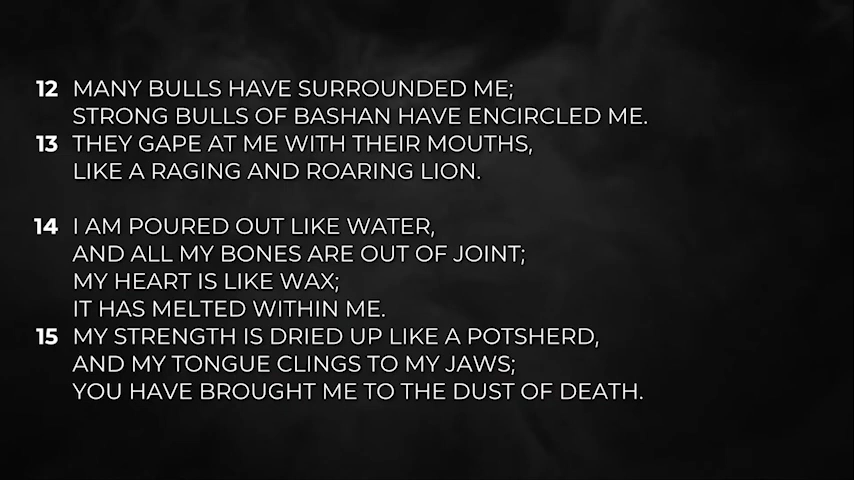 12 MANY BULLS HAVE SURROUNDED ME;
STRONG BULLS OF BASHAN HAVE ENCIRCLED ME.
13 THEY GAPE AT ME WITH THEIR MOUTHS,
LIKE A RAGING AND ROARING LION.
14 I AM POURED OUT LIKE WATER,
AND ALL MY BONES ARE OUT OF JOINT;
MY HEART IS LIKE WAX;
IT HAS MELTED WITHIN ME.
15 MY STRENGTH IS DRIED UP LIKE A POTSHERD,
AND MY TONGUE CLINGS TO MY JAWS;
YOU HAVE BROUGHT ME TO THE DUST OF DEATH.